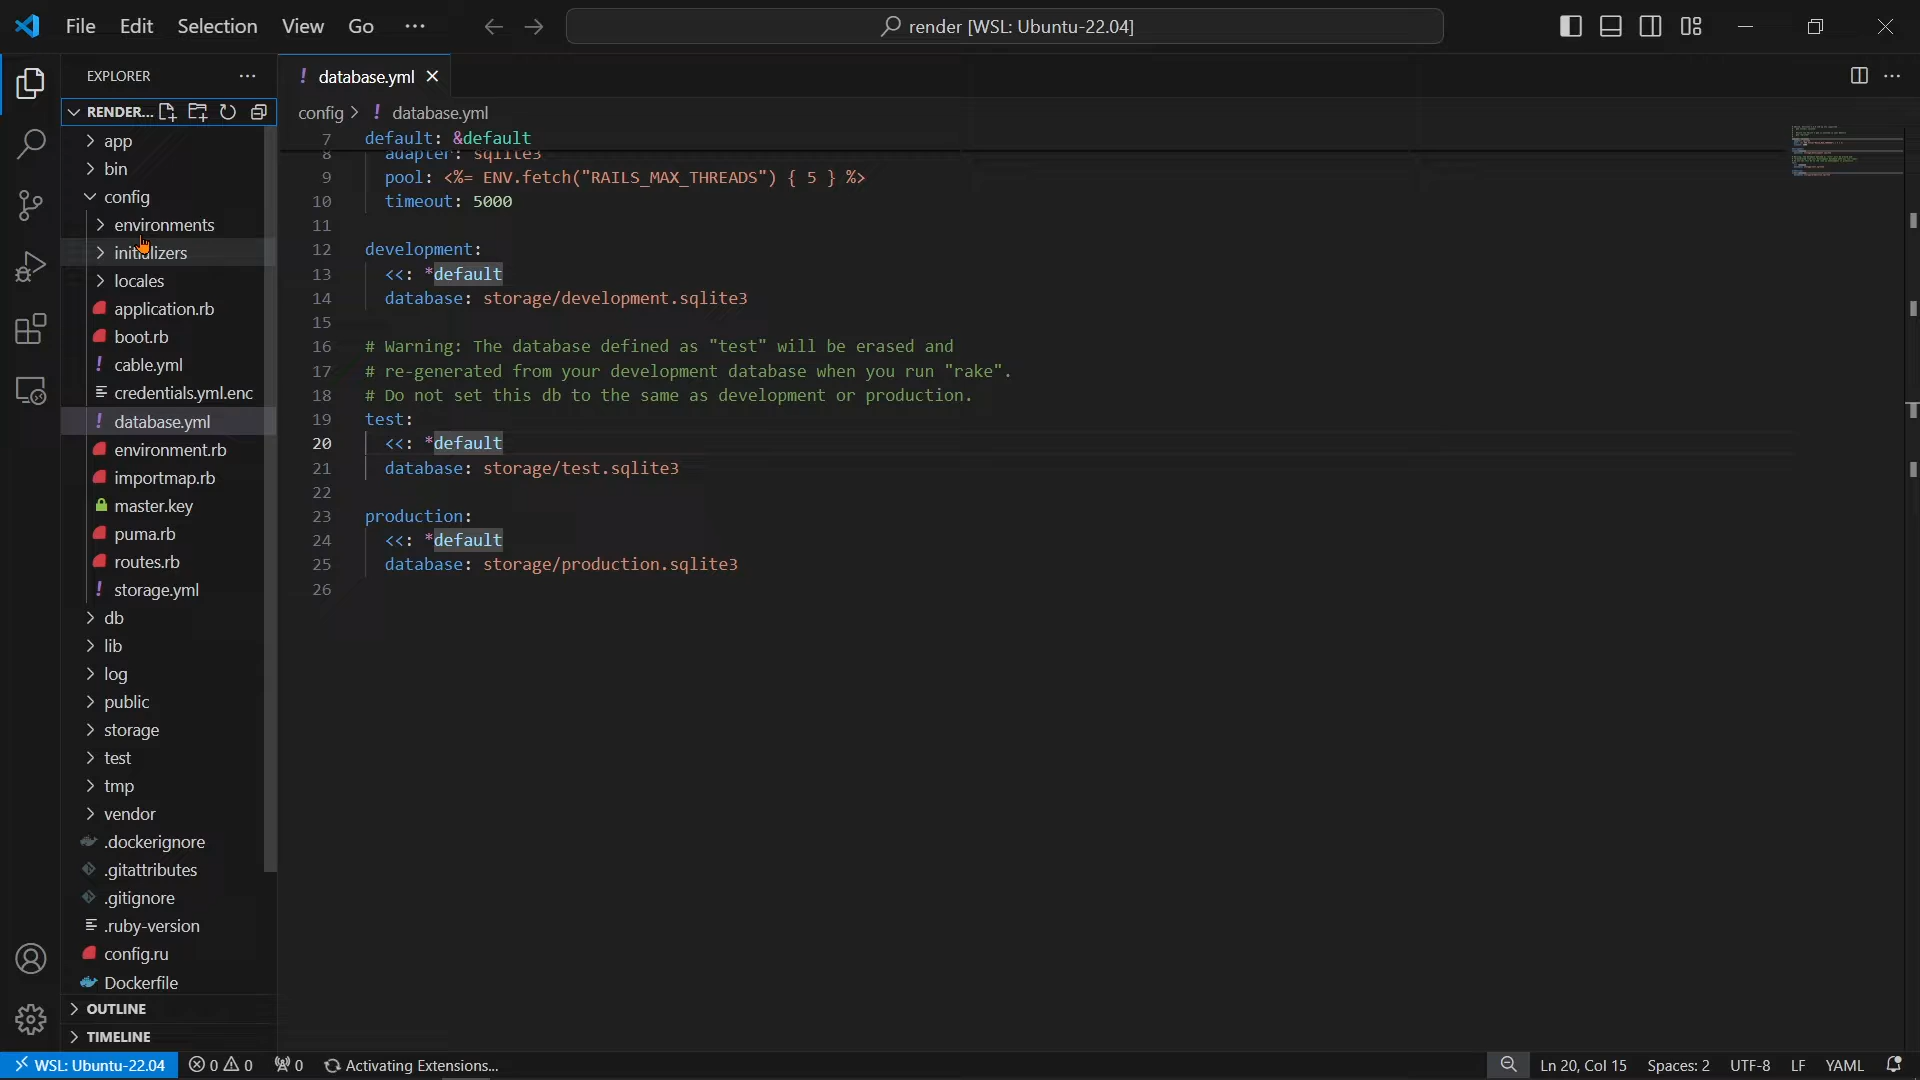 File Edit Selection View Go ···
render [WSL: Ubuntu-22.04]
EXPLORER
RENDER...
app
bin
config
environments
initializers
locales
application.rb
boot.rb
cable.yml
credentials.yml.enc
database.yml
environment.rb
importmap.rb
master.key
puma.rb
routes.rb
storage.yml
db
lib
log
public
storage
test
tmp
vendor
.dockerignore
.gitattributes
.gitignore
.ruby-version
config.ru
Dockerfile
OUTLINE
TIMELINE
! database.yml
config > ! database.yml
7 default: &default
8 adapter: sqlite3
9 pool: <%= ENV.fetch("RAILS_MAX_THREADS") { 5 } %>
10 timeout: 5000
11
12 development:
13 <<: *default
14 database: storage/development.sqlite3
15
16 # Warning: The database defined as "test" will be erased and
17 # re-generated from your development database when you run "rake".
18 # Do not set this db to the same as development or production.
19 test:
20 <<: *default
21 database: storage/test.sqlite3
22
23 production:
24 <<: *default
25 database: storage/production.sqlite3
26
WSL: Ubuntu-22.04 0 0 0 Activating Extensions... Ln 20, Col 15 Spaces: 2 UTF-8 LF YAML